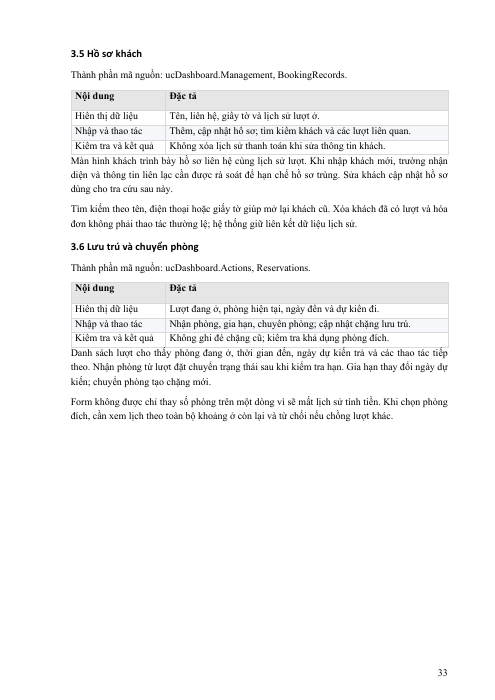 3.5 Hồ sơ khách
Thành phần mã nguồn: ucDashboard.Management, BookingRecords.
Nội dung Đặc tả
Hiển thị dữ liệu Tên, liên hệ, giấy tờ và lịch sử lượt ở.
Nhập và thao tác Thêm, cập nhật hồ sơ; tìm kiếm khách và các lượt liên quan.
Kiểm tra và kết quả Không xóa lịch sử thanh toán khi sửa thông tin khách.
Màn hình khách trình bày hồ sơ liên hệ cùng lịch sử lượt. Khi nhập khách mới, trường nhận
diện và thông tin liên lạc cần được rà soát để hạn chế hồ sơ trùng. Sửa khách cập nhật hồ sơ
dùng cho tra cứu sau này.
Tìm kiếm theo tên, điện thoại hoặc giấy tờ giúp mở lại khách cũ. Xóa khách đã có lượt và hóa
đơn không phải thao tác thường lệ; hệ thống giữ liên kết dữ liệu lịch sử.
3.6 Lưu trú và chuyển phòng
Thành phần mã nguồn: ucDashboard.Actions, Reservations.
Nội dung Đặc tả
Hiển thị dữ liệu Lượt đang ở, phòng hiện tại, ngày đến và dự kiến đi.
Nhập và thao tác Nhận phòng, gia hạn, chuyển phòng; cập nhật chặng lưu trú.
Kiểm tra và kết quả Không ghi đè chặng cũ; kiểm tra khả dụng phòng đích.
Danh sách lượt cho thấy phòng đang ở, thời gian đến, ngày dự kiến trả và các thao tác tiếp
theo. Nhận phòng từ lượt đặt chuyển trạng thái sau khi kiểm tra hạn. Gia hạn thay đổi ngày dự
kiến; chuyển phòng tạo chặng mới.
Form không được chỉ thay số phòng trên một dòng vì sẽ mất lịch sử tính tiền. Khi chọn phòng
đích, cần xem lịch theo toàn bộ khoảng ở còn lại và từ chối nếu chồng lượt khác.
33